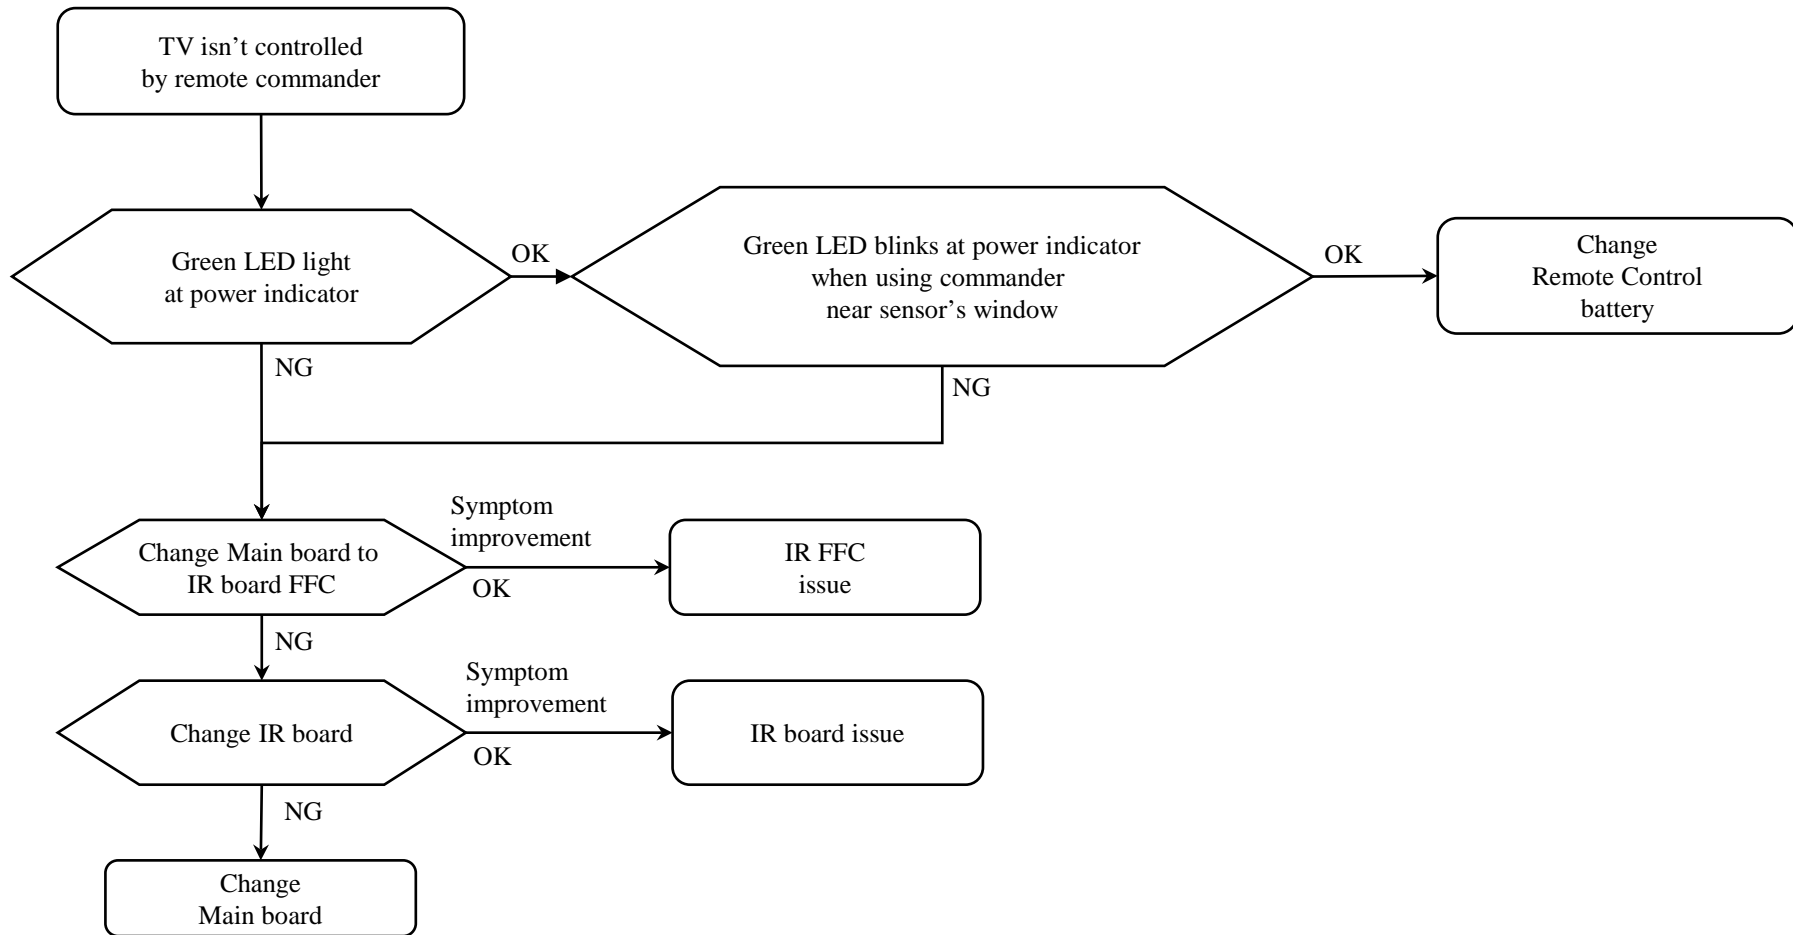 TV isn’t controlled
by remote commander
Green LED light
at power indicator
OK
Green LED blinks at power indicator
when using commander
near sensor’s window
OK
Change
Remote Control
battery
NG
NG
Change Main board to
IR board FFC
Symptom
improvement
OK
IR FFC
issue
NG
Change IR board
Symptom
improvement
OK
IR board issue
NG
Change
Main board